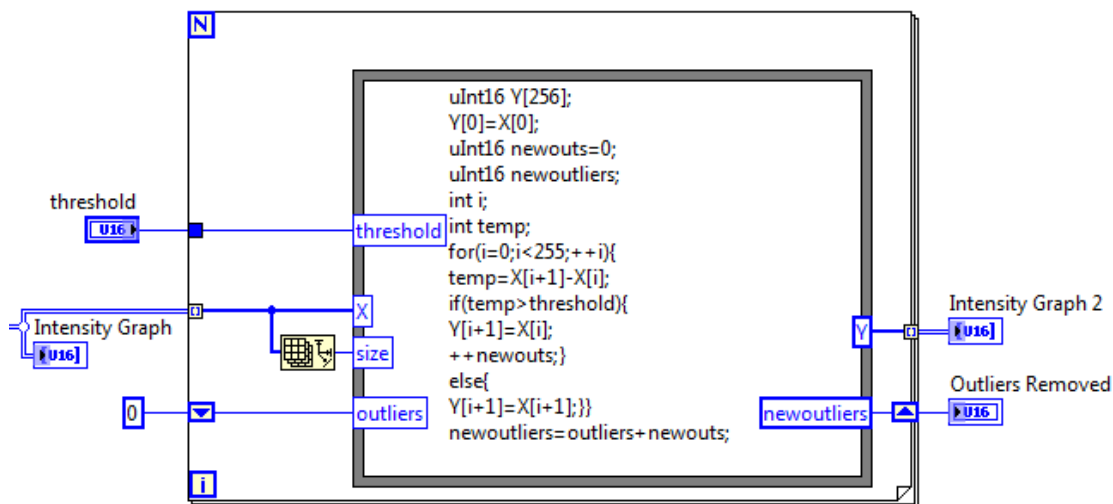 N
uInt16 Y[256];
Y[0]=X[0];
uInt16 newouts=0;
uInt16 newoutliers;
int i;
int temp;
for(i=0;i<255;++i){
temp=X[i+1]-X[i];
if(temp>threshold){
Y[i+1]=X[i];
++newouts;}
else{
Y[i+1]=X[i+1];}}
newoutliers=outliers+newouts;
threshold
U16
threshold
X
Intensity Graph
U16]
size
0
outliers
Y
Intensity Graph 2
U16]
Outliers Removed
newoutliers
U16
i